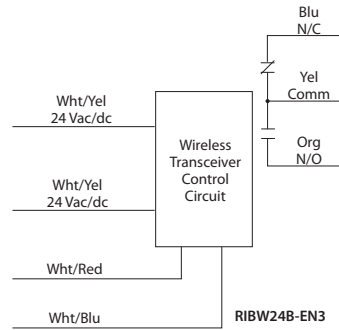 Blu
N/C
Yel
Comm
Org
N/O
Wht/Yel
24 Vac/dc
Wireless
Transceiver
Control
Circuit
Wht/Yel
24 Vac/dc
Wht/Red
Wht/Blu
RIBW24B-EN3